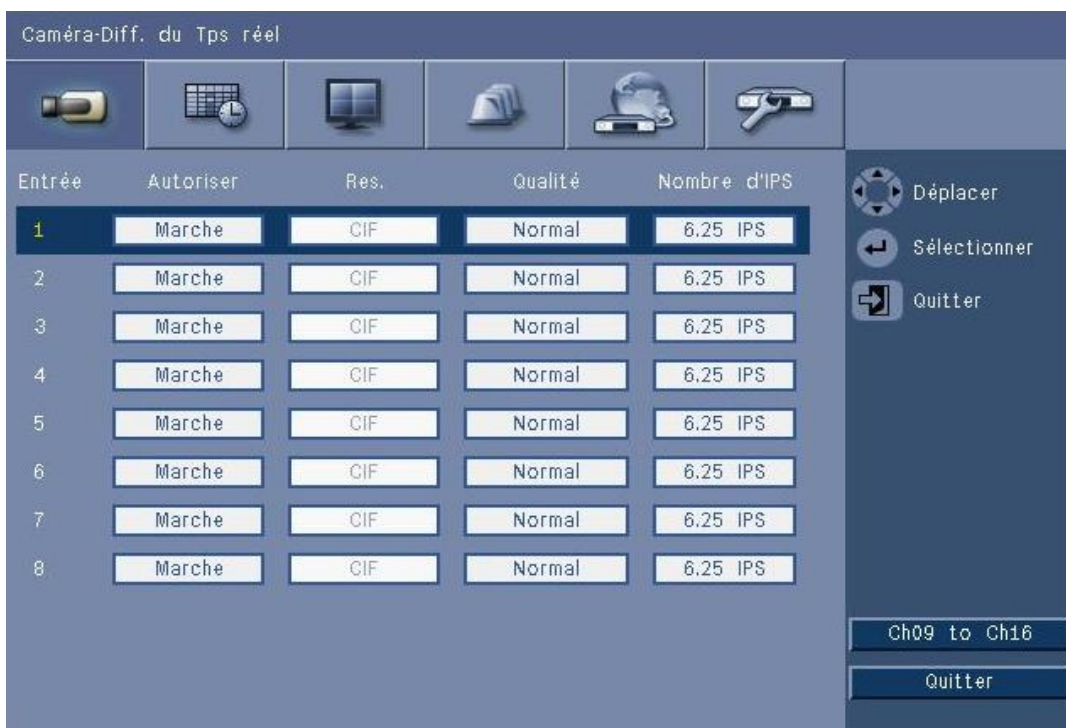 Caméra-Diff. du Tps réel
Entrée Autoriser Res. Qualité Nombre d'IPS
1 Marche CIF Normal 6.25 IPS
2 Marche CIF Normal 6.25 IPS
3 Marche CIF Normal 6.25 IPS
4 Marche CIF Normal 6.25 IPS
5 Marche CIF Normal 6.25 IPS
6 Marche CIF Normal 6.25 IPS
7 Marche CIF Normal 6.25 IPS
8 Marche CIF Normal 6.25 IPS
Déplacer
Sélectionner
Quitter
Ch09 to Ch16
Quitter